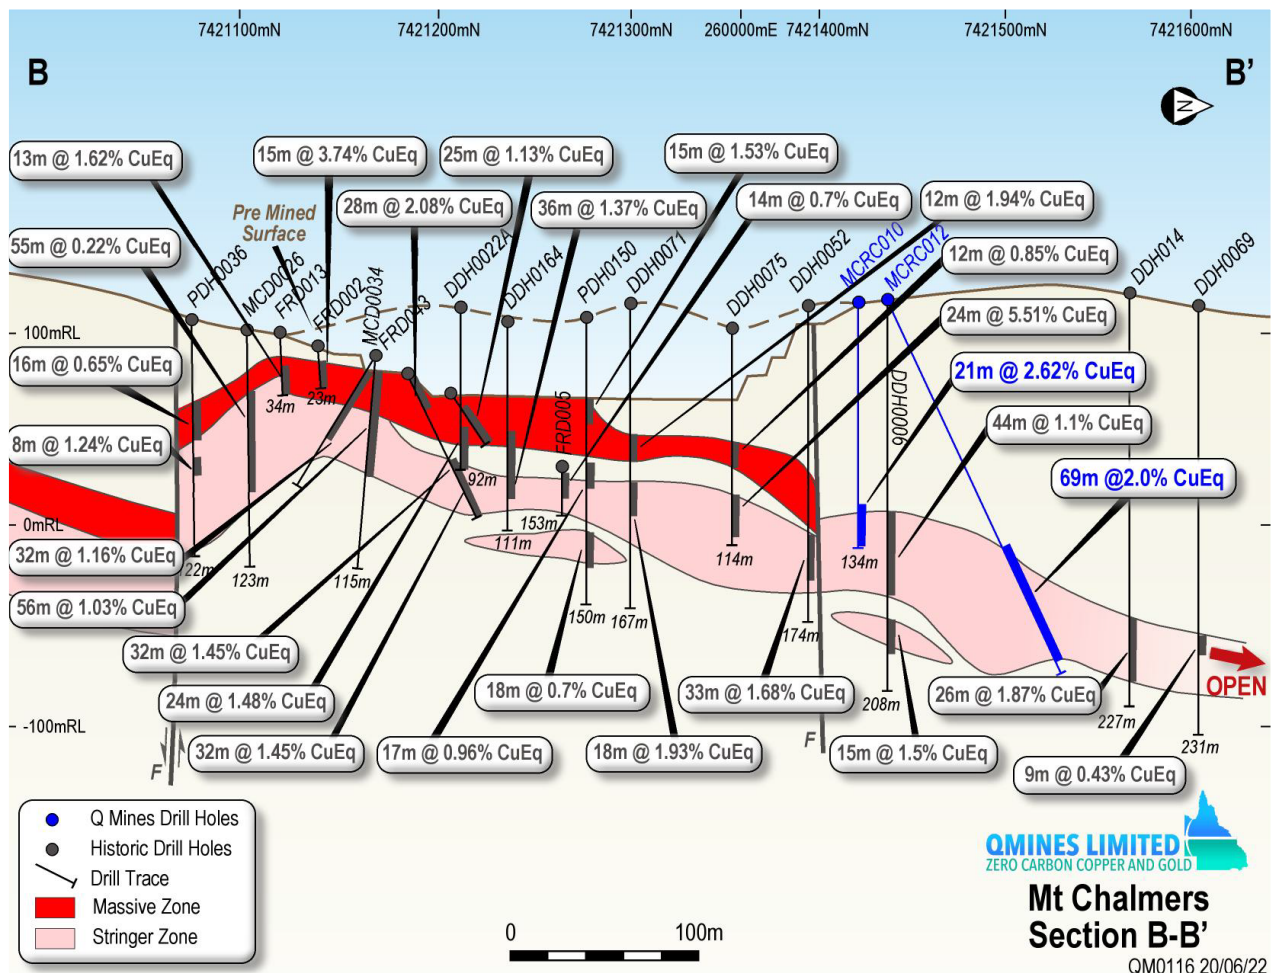 7421100mN
7421200mN
7421300mN
260000mE
7421400mN
7421500mN
7421600mN
B
B'
N
13m @ 1.62% CuEq
15m @ 3.74% CuEq
25m @ 1.13% CuEq
15m @ 1.53% CuEq
28m @ 2.08% CuEq
36m @ 1.37% CuEq
14m @ 0.7% CuEq
12m @ 1.94% CuEq
Pre Mined
Surface
55m @ 0.22% CuEq
12m @ 0.85% CuEq
PDH0036
MCD0026
FRD013
FRD002
MCD0034
FRD043
DDH0022A
DDH0164
PDH0150
DDH0071
DDH0075
DDH0052
MCRC010
MCRC012
DDH014
DDH0069
100mRL
24m @ 5.51% CuEq
16m @ 0.65% CuEq
21m @ 2.62% CuEq
34m
23m
FRD005
DDH0006
44m @ 1.1% CuEq
8m @ 1.24% CuEq
92m
69m @2.0% CuEq
0mRL
153m
111m
114m
134m
32m @ 1.16% CuEq
22m
123m
115m
56m @ 1.03% CuEq
150m
167m
174m
32m @ 1.45% CuEq
18m @ 0.7% CuEq
33m @ 1.68% CuEq
26m @ 1.87% CuEq
OPEN
24m @ 1.48% CuEq
208m
227m
-100mRL
32m @ 1.45% CuEq
17m @ 0.96% CuEq
18m @ 1.93% CuEq
15m @ 1.5% CuEq
231m
F
F
9m @ 0.43% CuEq
Q Mines Drill Holes
Historic Drill Holes
Drill Trace
Massive Zone
Stringer Zone
0
100m
QMINES LIMITED
ZERO CARBON COPPER AND GOLD
Mt Chalmers
Section B-B'
QM0116 20/06/22